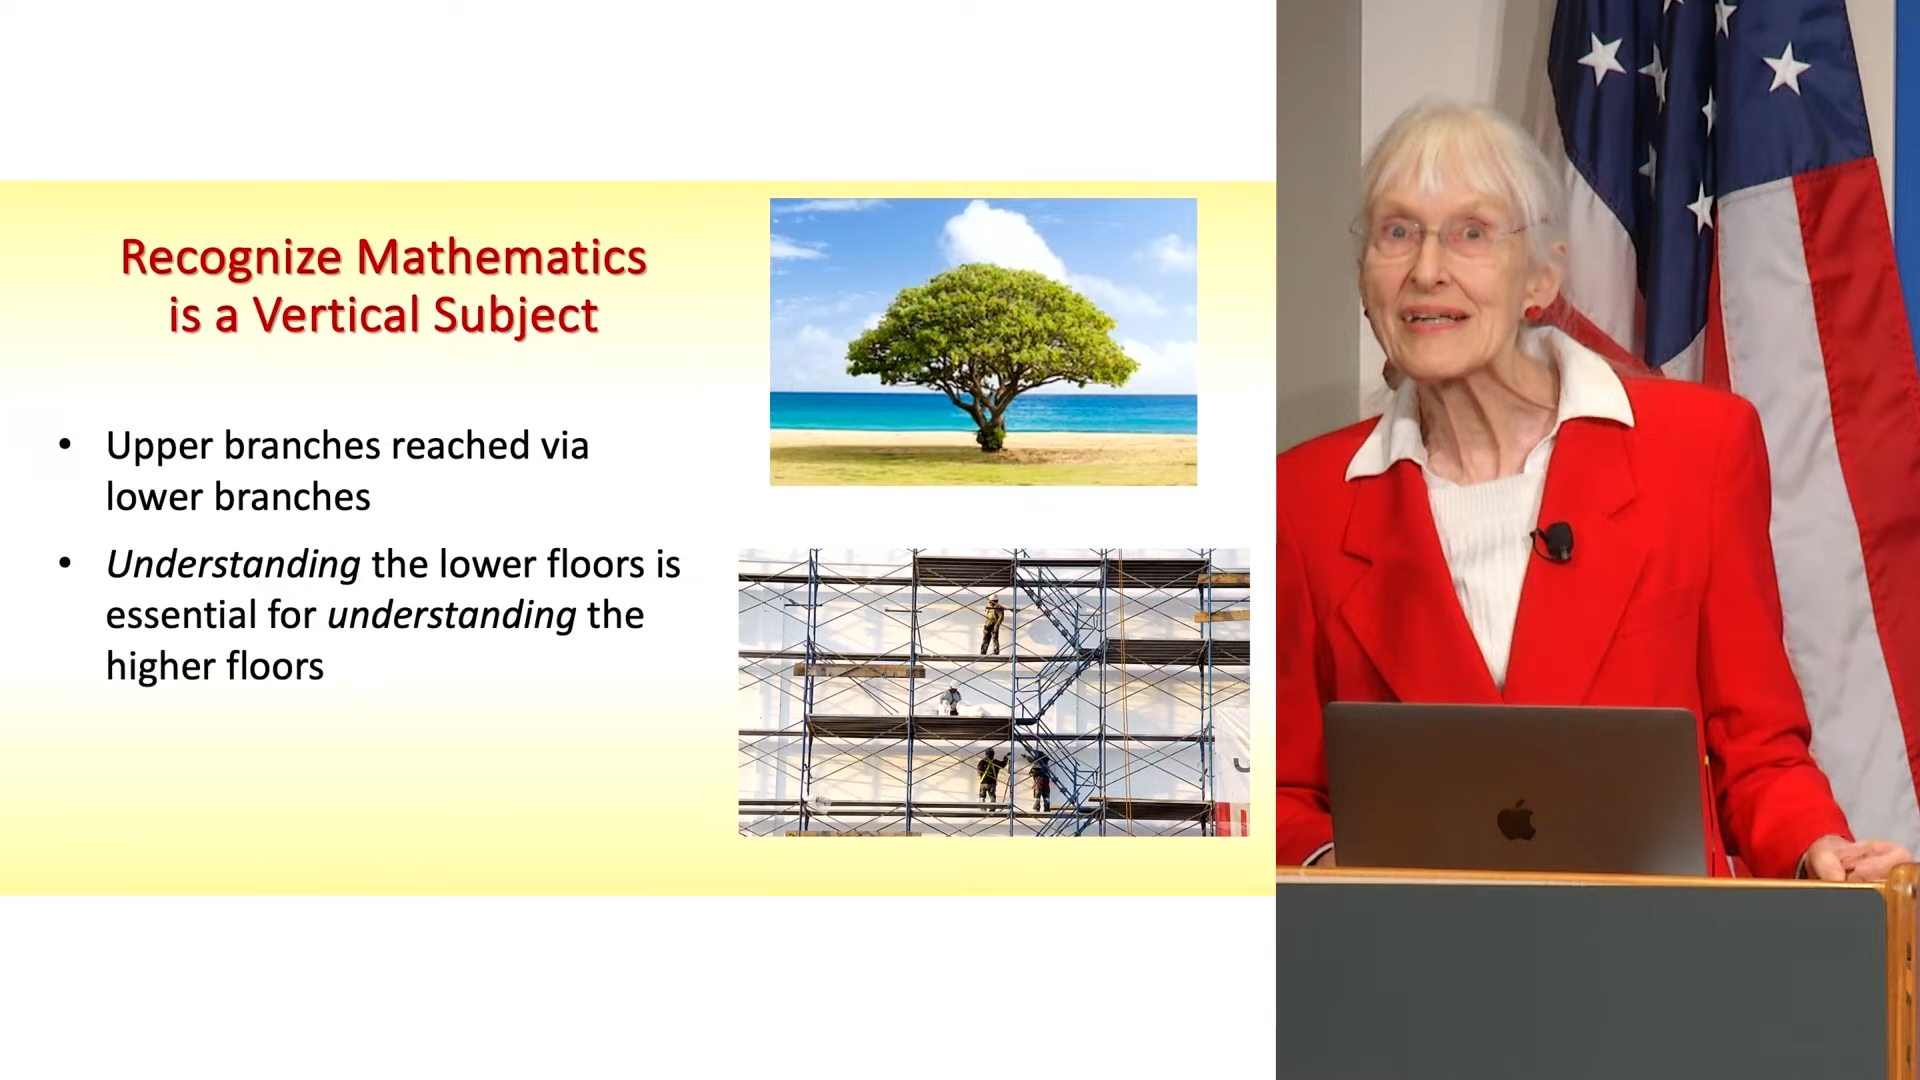 Recognize Mathematics
is a Vertical Subject
• Upper branches reached via
lower branches
• Understanding the lower floors is
essential for understanding the
higher floors